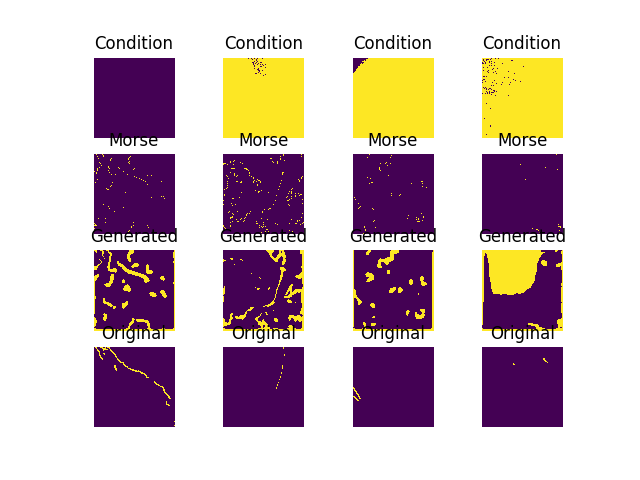 Condition Condition Condition Condition
Morse Morse Morse Morse
Generated Generated Generated Generated
Original Original Original Original